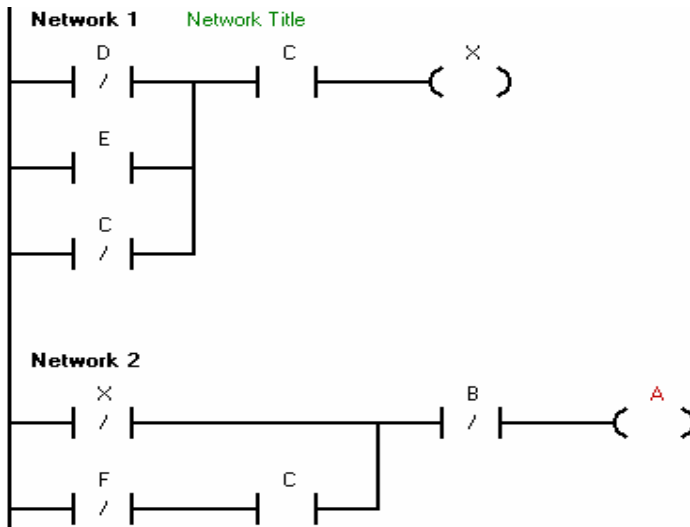 Network 1 Network Title
D C X
/
E
C
/
Network 2
X B A
/ /
F C
/